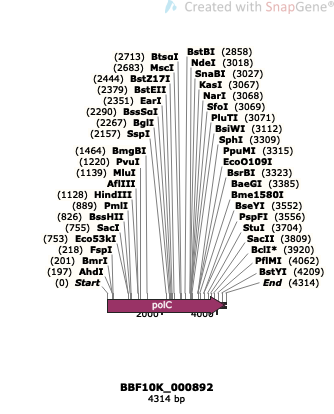 Created with SnapGene®
(2713) BtsαI
(2683) MscI
(2444) BstZ17I
(2379) BstEII
(2351) EarI
(2290) BssSαI
(2267) BglI
(2157) SspI
(1464) BmgBI
(1220) PvuI
(1139) MluI
AflIII
(1128) HindIII
(889) PmlI
(826) BssHII
(755) SacI
(753) Eco53kI
(218) FspI
(201) BmrI
(197) AhdI
(0) Start
BstBI (2858)
NdeI (3018)
SnaBI (3027)
KasI (3067)
NarI (3068)
SfoI (3069)
PluTI (3071)
BsiWI (3112)
SphI (3309)
PpuMI (3315)
EcoO109I
BsrBI (3323)
BaeGI (3385)
Bme1580I
BseYI (3552)
PspFI (3556)
StuI (3704)
SacII (3809)
BclI* (3920)
PflMI (4062)
BstYI (4209)
End (4314)
polC
2000 4000
BBF10K_000892
4314 bp